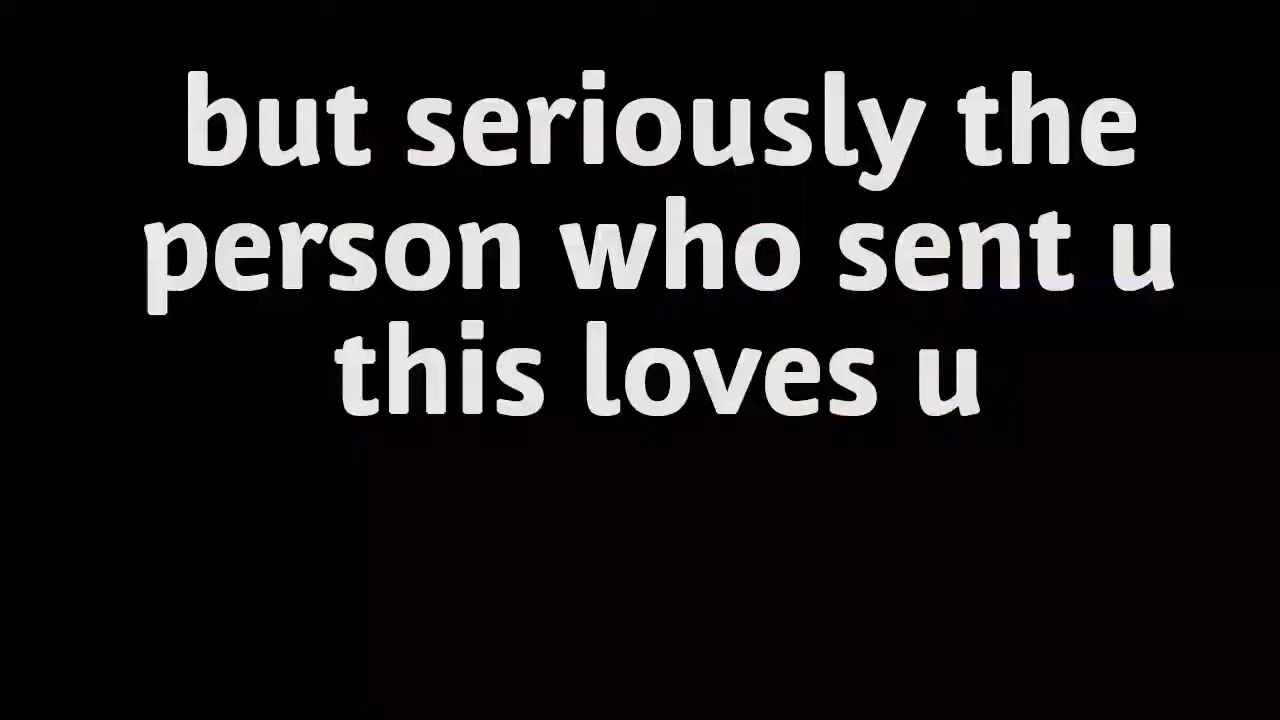 but seriously the
person who sent u
this loves u